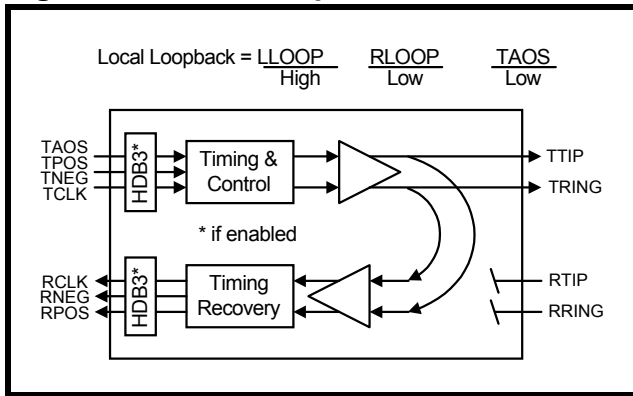 Local Loopback = LLOOP RLOOP TAOS
High Low Low
TAOS
TPOS
TNEG
TCLK
HDB3*
Timing &
Control
TTIP
TRING
* if enabled
RCLK
RNEG
RPOS
HDB3*
Timing
Recovery
RTIP
RRING